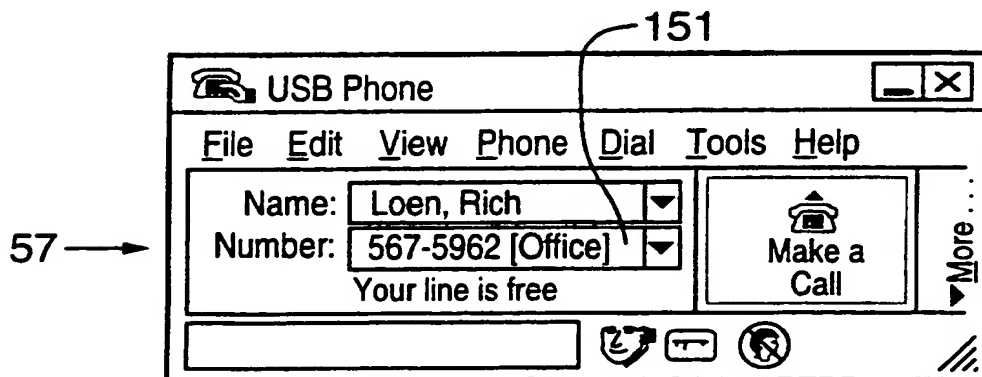 151
USB Phone
File Edit View Phone Dial Tools Help
Name: Loen, Rich
57 Number: 567-5962 [Office]
Your line is free
Make a
Call
More...